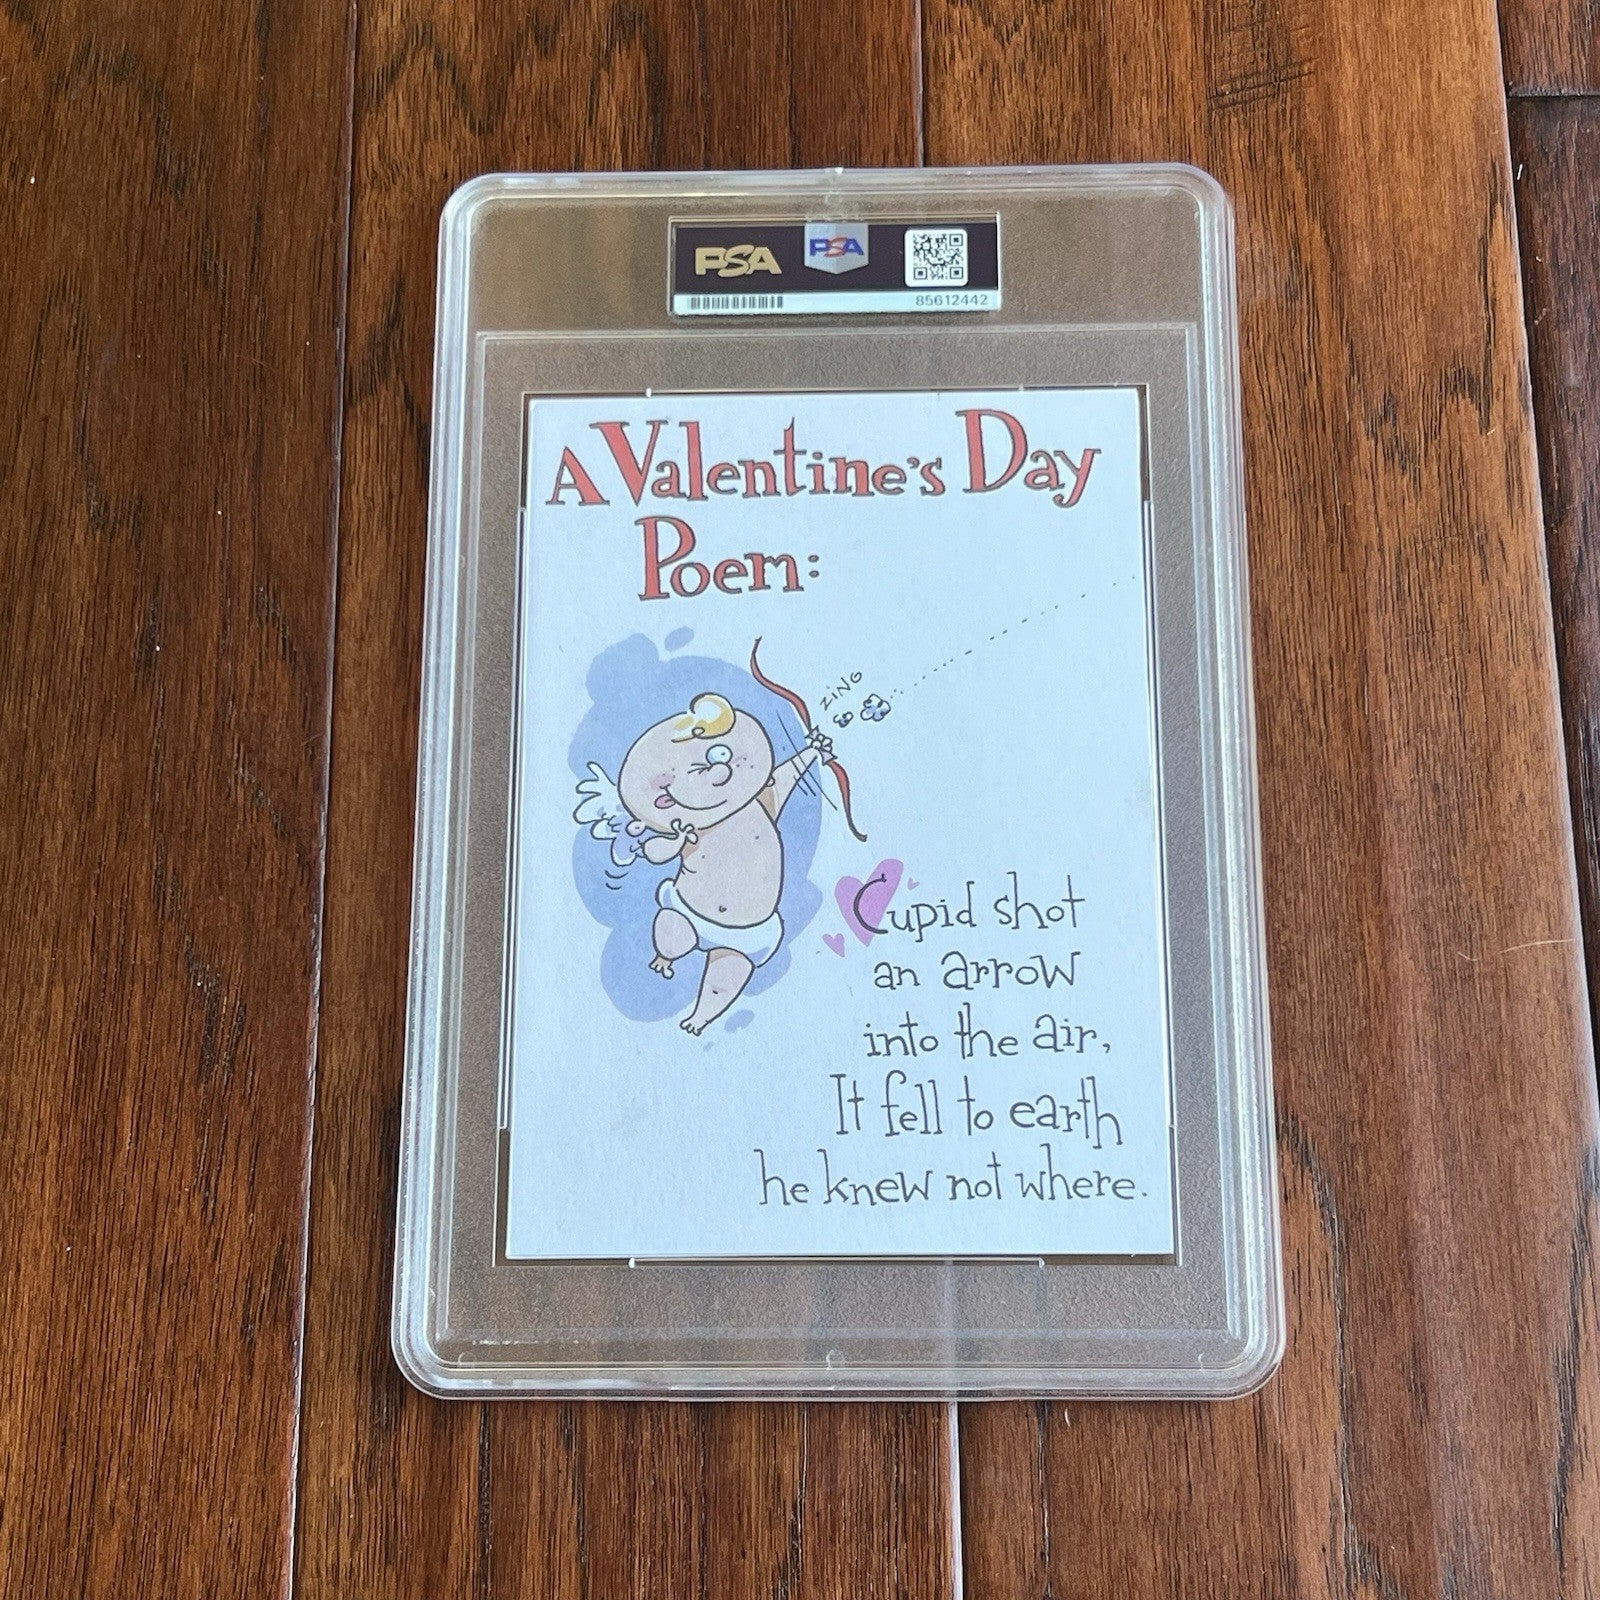 PSA
PSA
85612442
A Valentine's Day
Poem:
ZING
Cupid shot
an arrow
into the air,
It fell to earth
he knew not where.